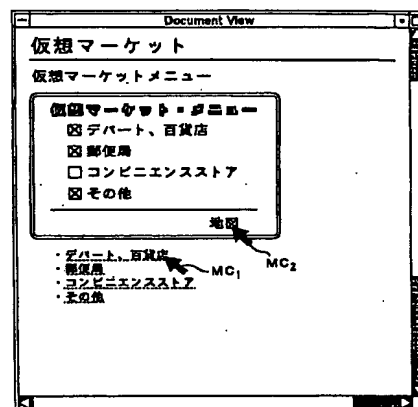 Document View
仮想マーケット
仮想マーケットメニュー
仮想マーケット・メニュー
デパート、百貨店
郵便局
コンビニエンスストア
その他
地図
・デパート、百貨店
・郵便局
・コンビニエンスストア
・その他
MC₁
MC₂